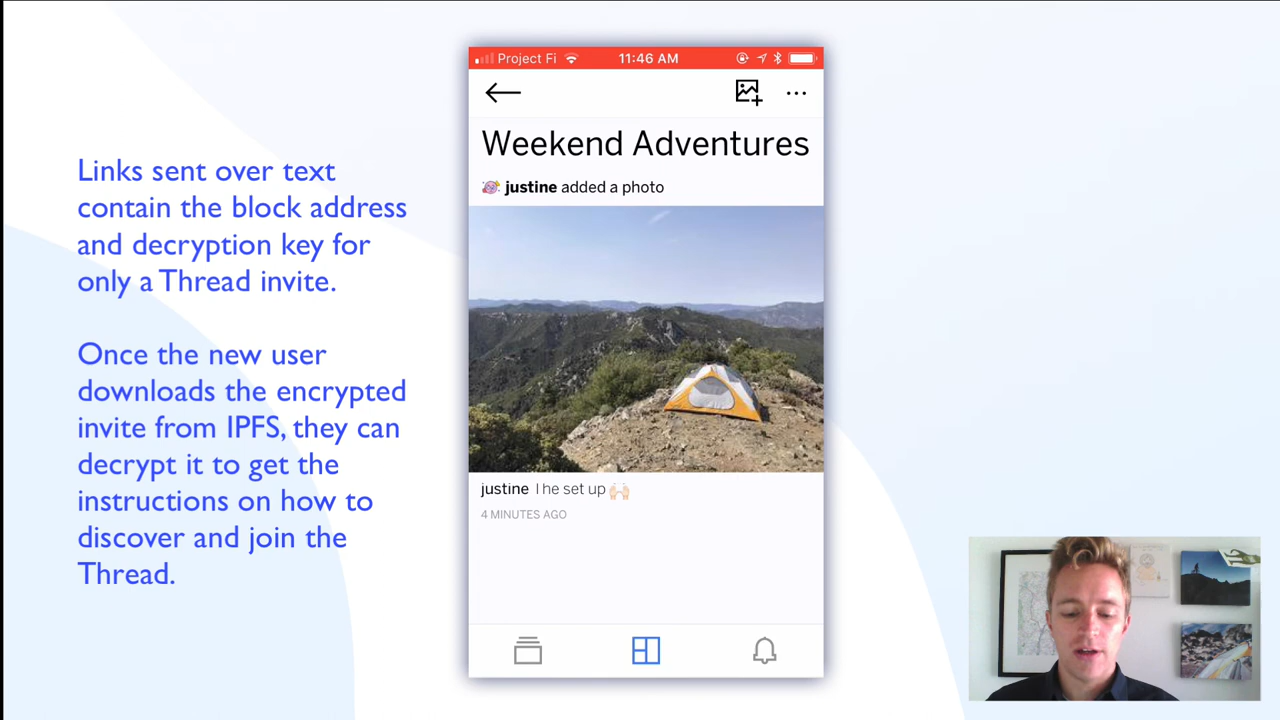 Links sent over text
contain the block address
and decryption key for
only a Thread invite.
Once the new user
downloads the encrypted
invite from IPFS, they can
decrypt it to get the
instructions on how to
discover and join the
Thread.
Project Fi 11:46 AM
Weekend Adventures
justine added a photo
justine I he set up
4 MINUTES AGO